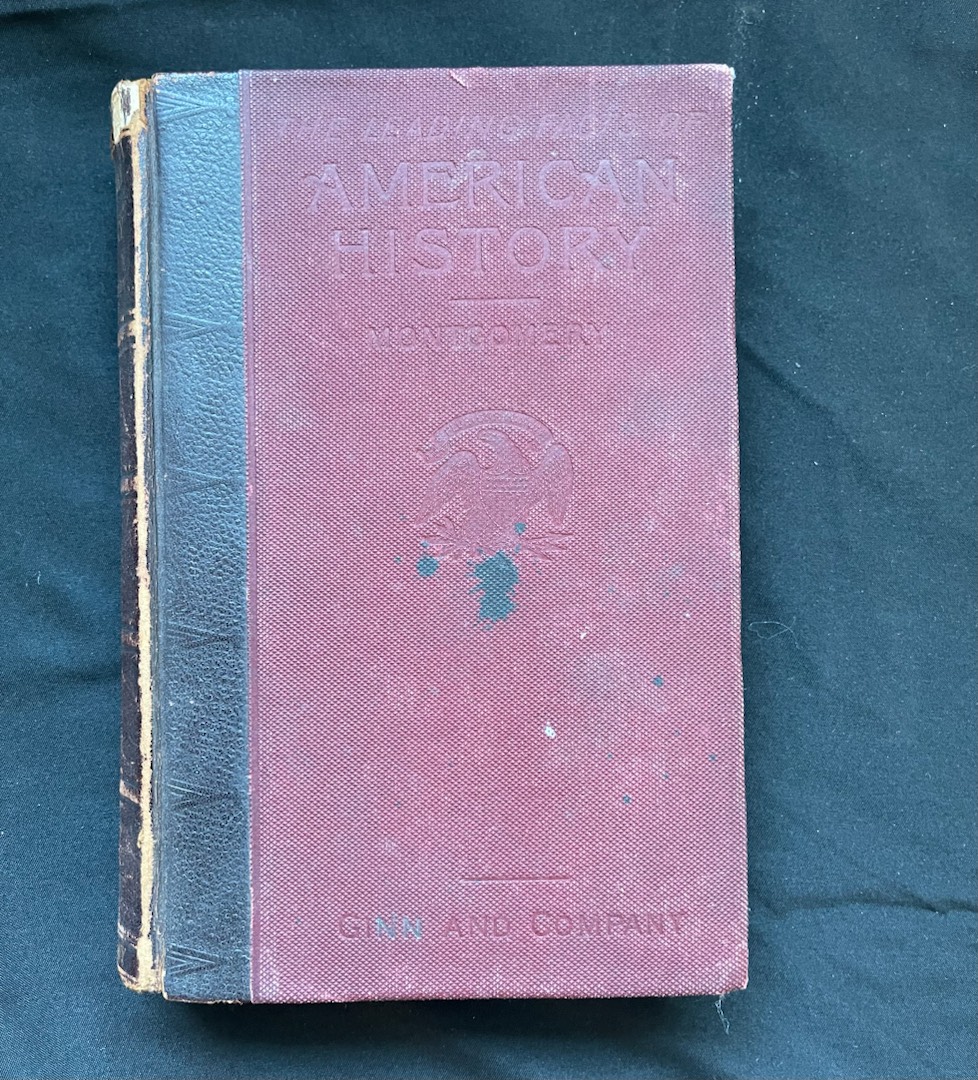 THE LEADING FACTS OF
AMERICAN
HISTORY
MONTGOMERY
GINN AND COMPANY